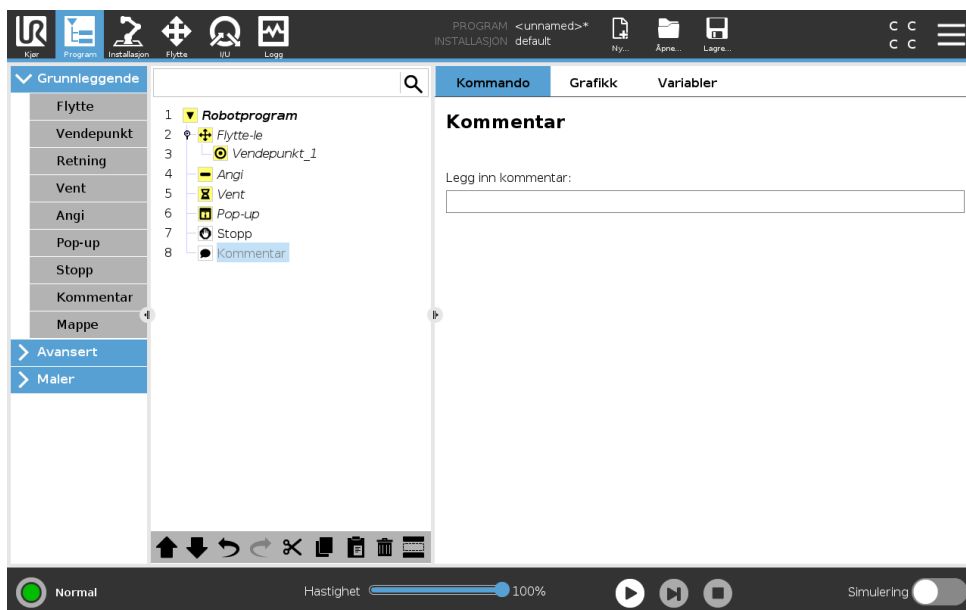 UR
PROGRAM <unnamed>*
INSTALLASJON default
Kjør Program Installasjon Flytte I/U Logg
Ny... Åpne... Lagre...
C C
C C
Grunnleggende
Flytte
Vendepunkt
Retning
Vent
Angi
Pop-up
Stopp
Kommentar
Mappe
Avansert
Maler
1 Robotprogram
2 Flytte-le
3 Vendepunkt_1
4 Angi
5 Vent
6 Pop-up
7 Stopp
8 Kommentar
Kommando Grafikk Variabler
Kommentar
Legg inn kommentar:
Normal
Hastighet 100%
Simulering